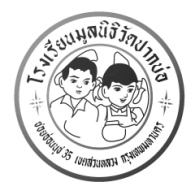 โรงเรียนมูลนิธิวัดปากบ่อ
ซอยอ่อนนุช 35 เขตสวนหลวง กรุงเทพมหานคร